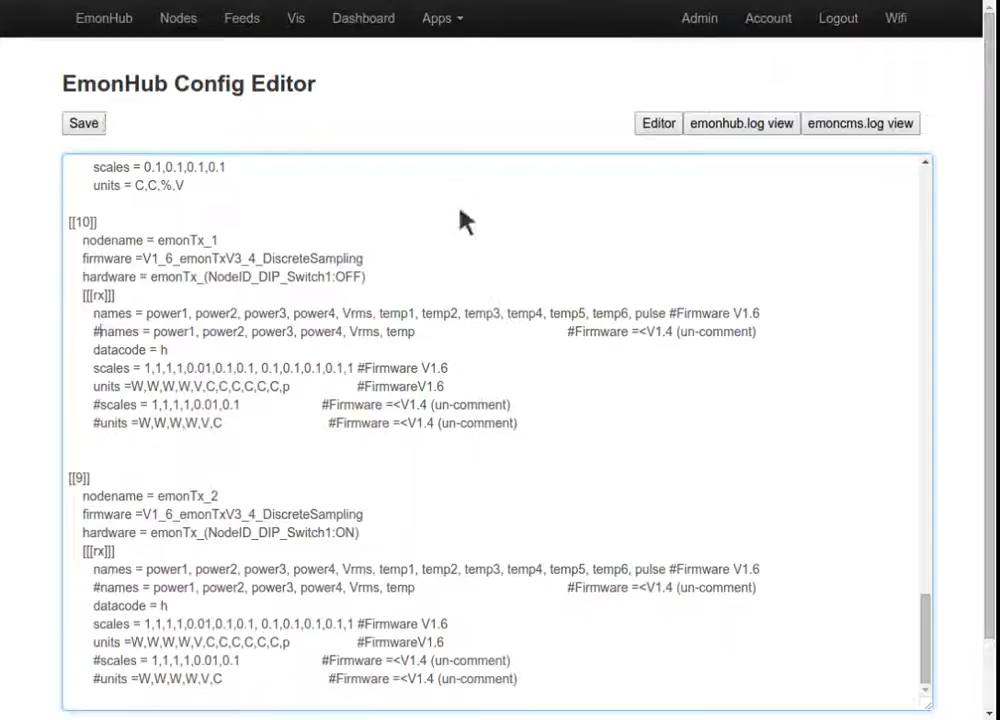 EmonHub Nodes Feeds Vis Dashboard Apps Admin Account Logout Wifi
EmonHub Config Editor
Save Editor emonhub.log view emoncms.log view
scales = 0.1,0.1,0.1,0.1
units = C,C,%,V
[[10]]
nodename = emonTx_1
firmware =V1_6_emonTxV3_4_DiscreteSampling
hardware = emonTx_(NodeID_DIP_Switch1:OFF)
[[[rx]]]
names = power1, power2, power3, power4, Vrms, temp1, temp2, temp3, temp4, temp5, temp6, pulse #Firmware V1.6
#names = power1, power2, power3, power4, Vrms, temp #Firmware =<V1.4 (un-comment)
datacode = h
scales = 1,1,1,1,0.01,0.1,0.1, 0.1,0.1,0.1,0.1,1 #Firmware V1.6
units =W,W,W,W,V,C,C,C,C,C,C,p #FirmwareV1.6
#scales = 1,1,1,1,0.01,0.1 #Firmware =<V1.4 (un-comment)
#units =W,W,W,W,V,C #Firmware =<V1.4 (un-comment)
[[9]]
nodename = emonTx_2
firmware =V1_6_emonTxV3_4_DiscreteSampling
hardware = emonTx_(NodeID_DIP_Switch1:ON)
[[[rx]]]
names = power1, power2, power3, power4, Vrms, temp1, temp2, temp3, temp4, temp5, temp6, pulse #Firmware V1.6
#names = power1, power2, power3, power4, Vrms, temp #Firmware =<V1.4 (un-comment)
datacode = h
scales = 1,1,1,1,0.01,0.1,0.1, 0.1,0.1,0.1,0.1,1 #Firmware V1.6
units =W,W,W,W,V,C,C,C,C,C,C,p #FirmwareV1.6
#scales = 1,1,1,1,0.01,0.1 #Firmware =<V1.4 (un-comment)
#units =W,W,W,W,V,C #Firmware =<V1.4 (un-comment)